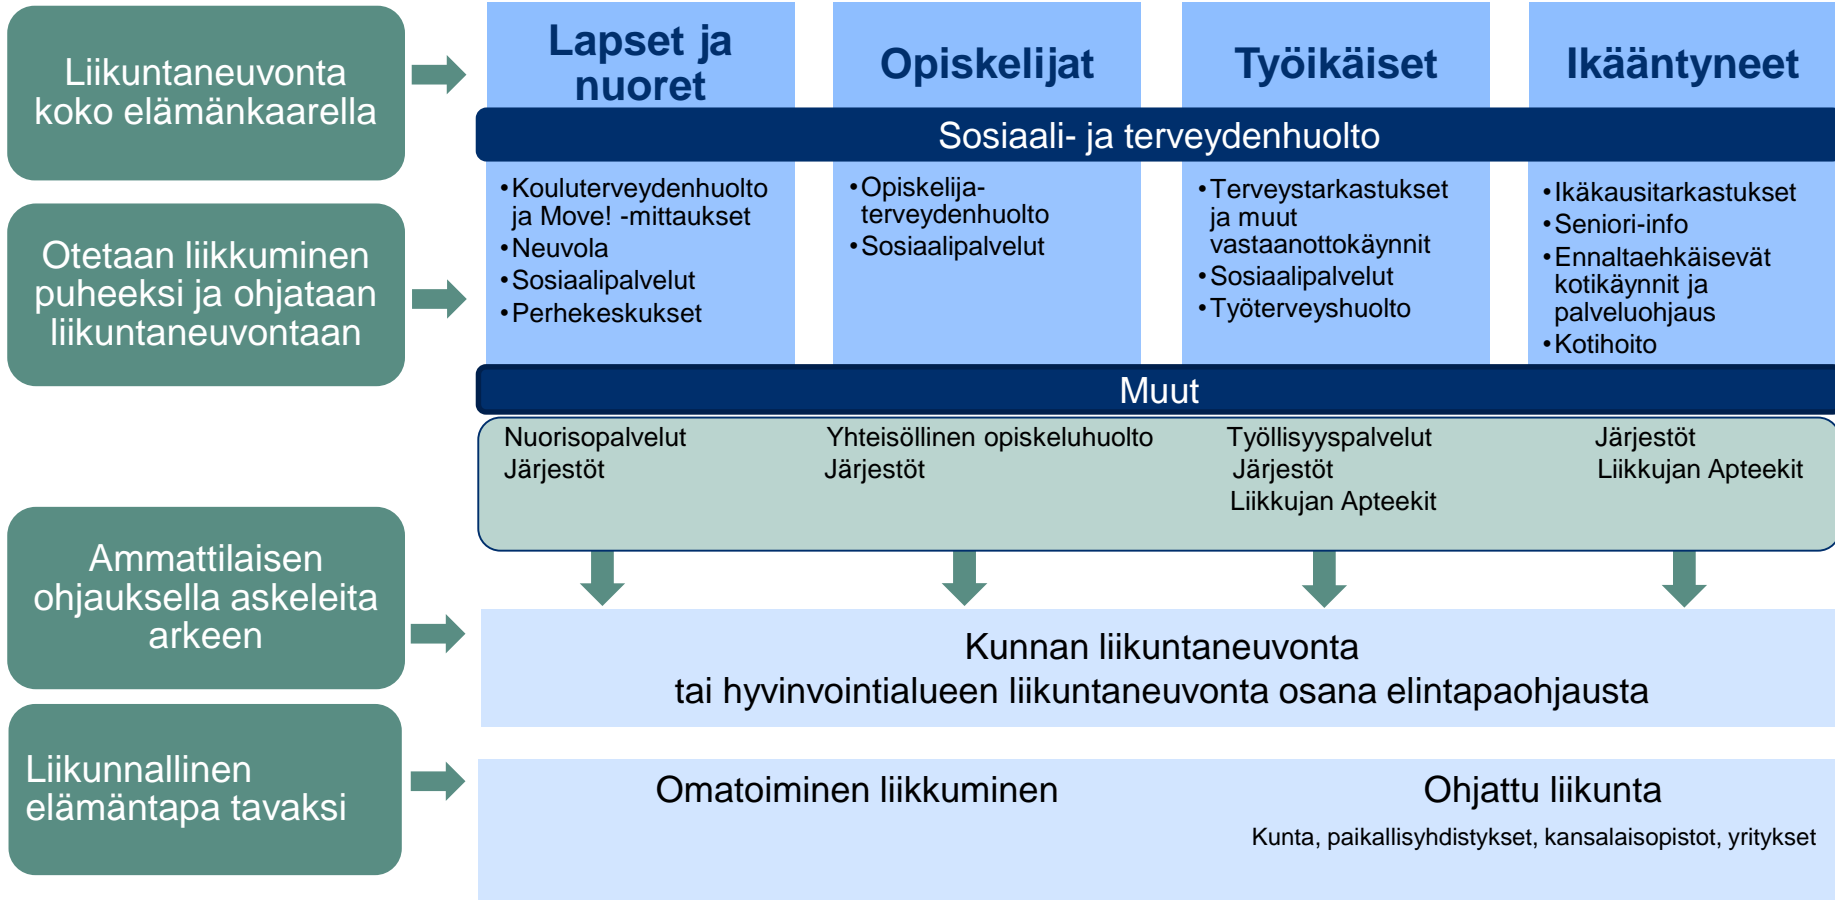 Liikuntaneuvonta
koko elämänkaarella
Lapset ja
nuoret
Opiskelijat
Työikäiset
Ikääntyneet
Sosiaali- ja terveydenhuolto
Otetaan liikkuminen
puheeksi ja ohjataan
liikuntaneuvontaan
•Kouluterveydenhuolto
ja Move! -mittaukset
•Neuvola
•Sosiaalipalvelut
•Perhekeskukset
•Opiskelija-
terveydenhuolto
•Sosiaalipalvelut
•Terveystarkastukset
ja muut
vastaanottokäynnit
•Sosiaalipalvelut
•Työterveyshuolto
•Ikäkausitarkastukset
•Seniori-info
•Ennaltaehkäisevät
kotikäynnit ja
palveluohjaus
•Kotihoito
Muut
Nuorisopalvelut
Järjestöt
Yhteisöllinen opiskeluhuolto
Järjestöt
Työllisyyspalvelut
Järjestöt
Liikkujan Apteekit
Järjestöt
Liikkujan Apteekit
Ammattilaisen
ohjauksella askeleita
arkeen
Kunnan liikuntaneuvonta
tai hyvinvointialueen liikuntaneuvonta osana elintapaohjausta
Liikunnallinen
elämäntapa tavaksi
Omatoiminen liikkuminen
Ohjattu liikunta
Kunta, paikallisyhdistykset, kansalaisopistot, yritykset